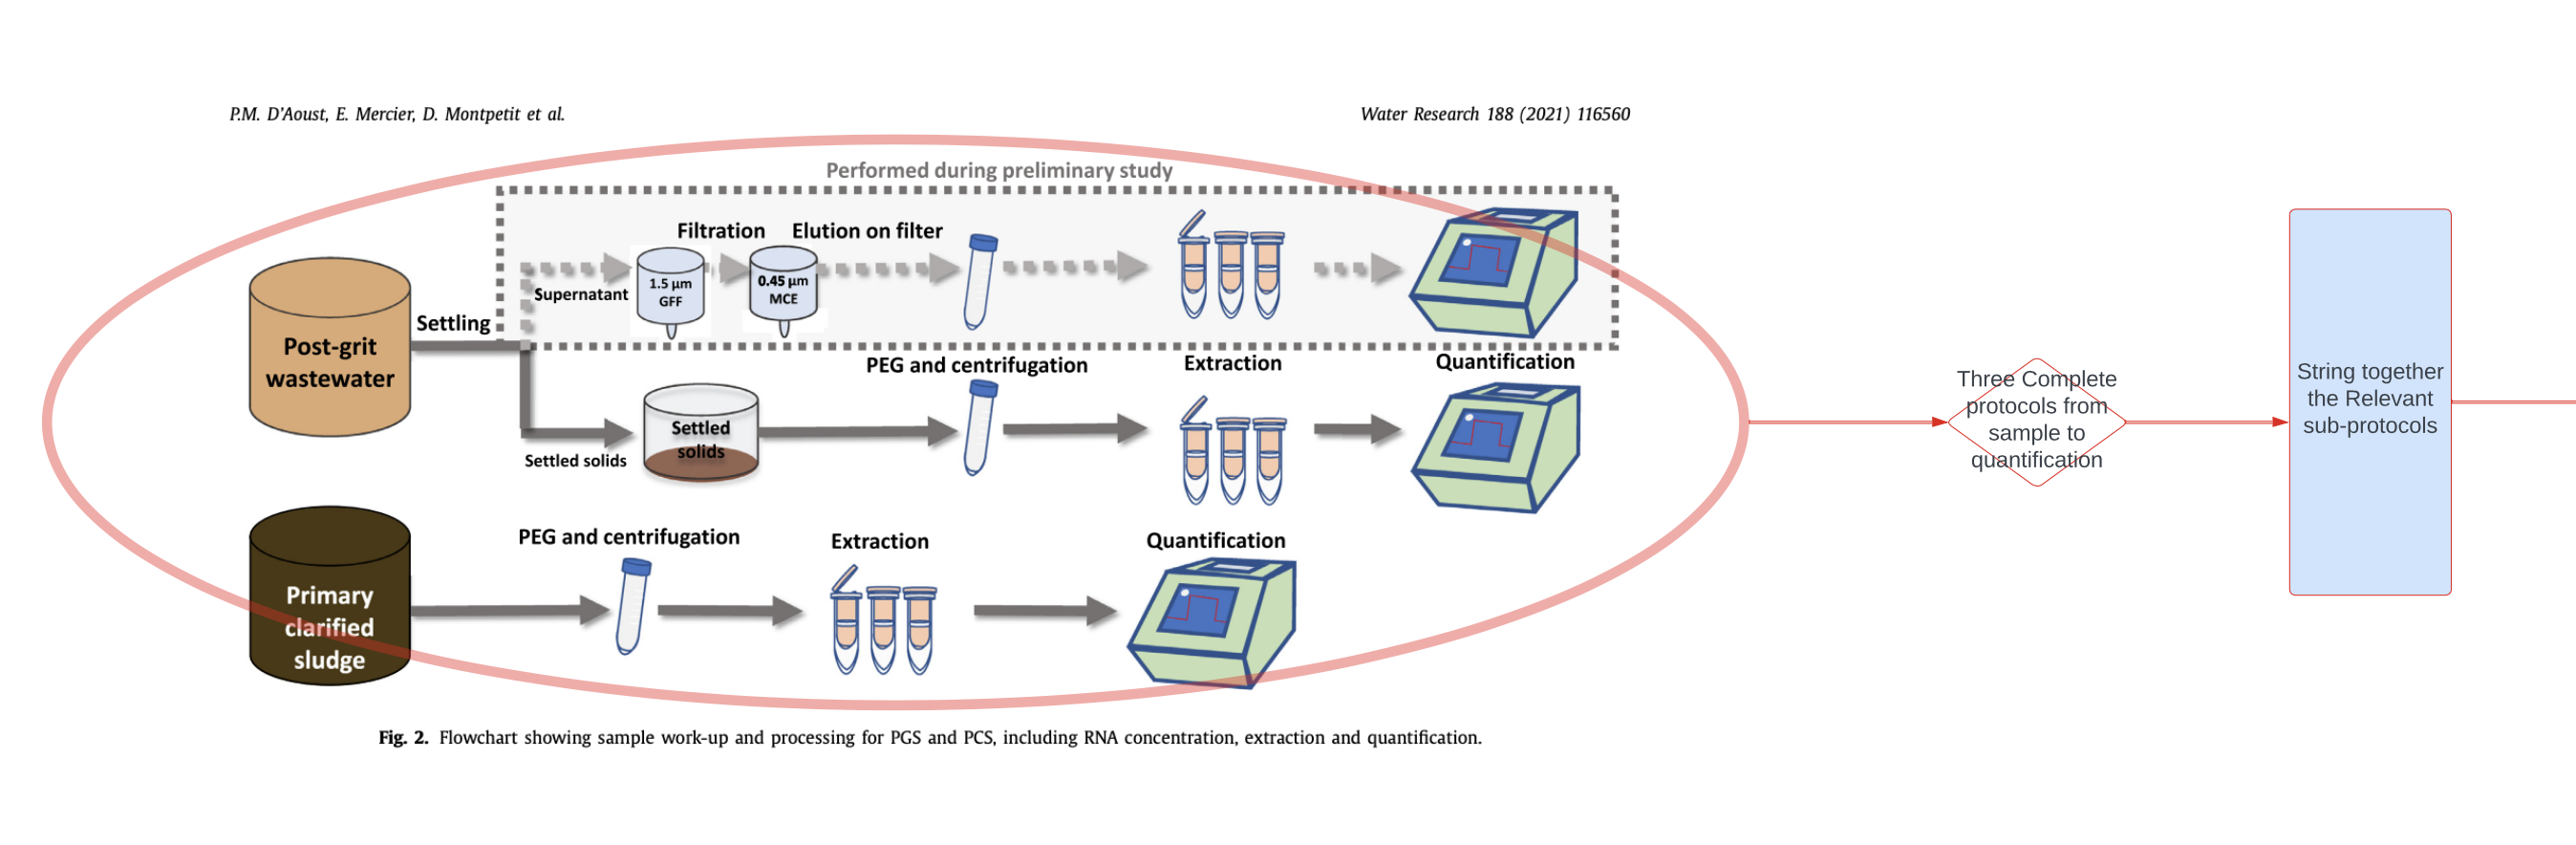 P.M. D'Aoust, E. Mercier, D. Montpetit et al.
Water Research 188 (2021) 116560
Performed during preliminary study
Filtration
Elution on filter
Supernatant
1.5 µm
GFF
0.45 µm
MCE
Settling
Post-grit
wastewater
PEG and centrifugation
Extraction
Quantification
Settled
solids
Settled solids
PEG and centrifugation
Extraction
Quantification
Primary
clarified
sludge
Fig. 2. Flowchart showing sample work-up and processing for PGS and PCS, including RNA concentration, extraction and quantification.
Three Complete
protocols from
sample to
quantification
String together
the Relevant
sub-protocols